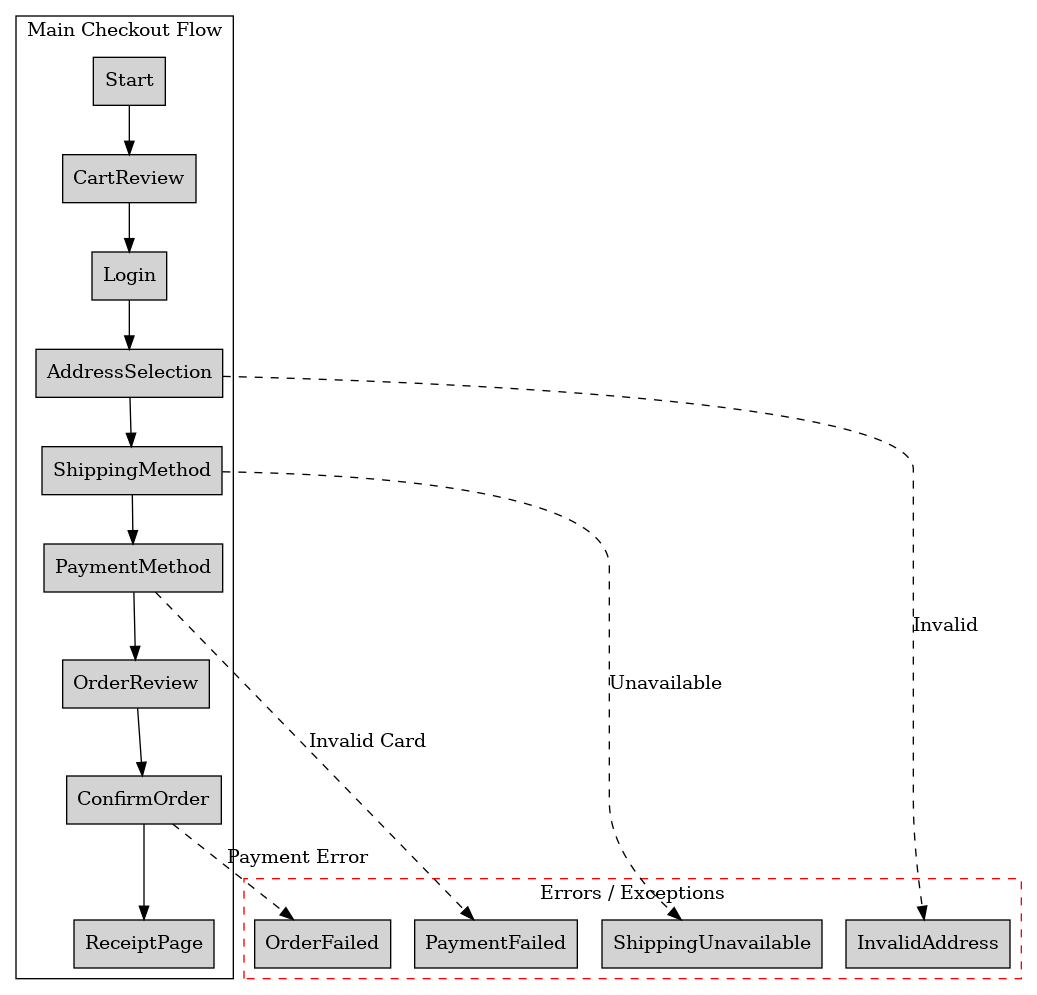 Main Checkout Flow
Start
CartReview
Login
AddressSelection
ShippingMethod
PaymentMethod
Invalid
OrderReview
Unavailable
Invalid Card
ConfirmOrder
Payment Error
Errors / Exceptions
ReceiptPage
OrderFailed
PaymentFailed
ShippingUnavailable
InvalidAddress